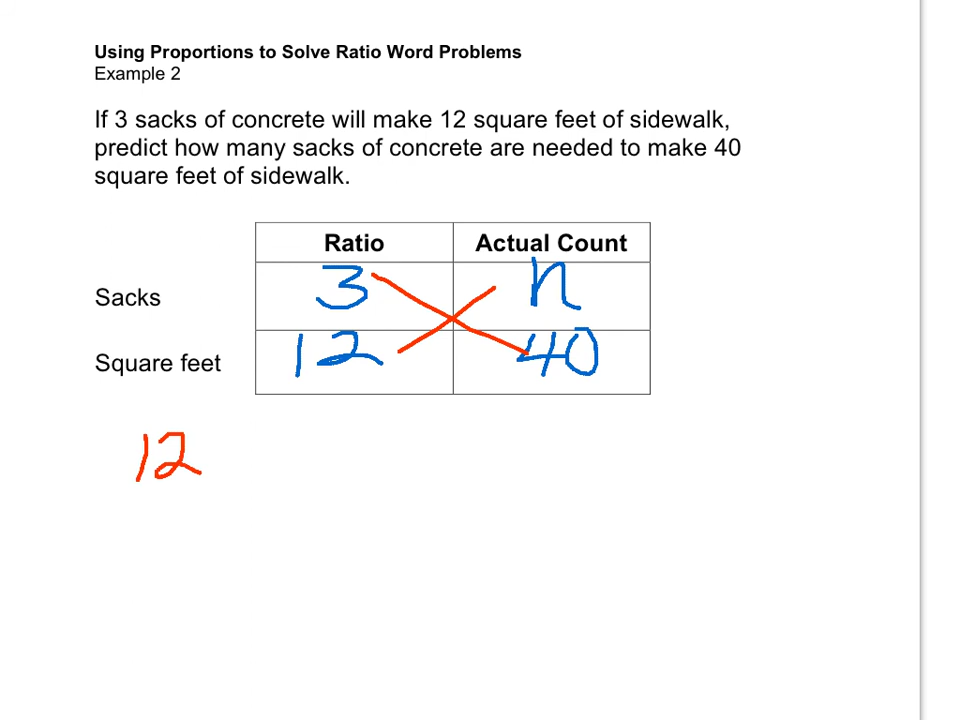 Using Proportions to Solve Ratio Word Problems
Example 2
If 3 sacks of concrete will make 12 square feet of sidewalk,
predict how many sacks of concrete are needed to make 40
square feet of sidewalk.
Ratio Actual Count
Sacks 3 n
Square feet 12 40
12